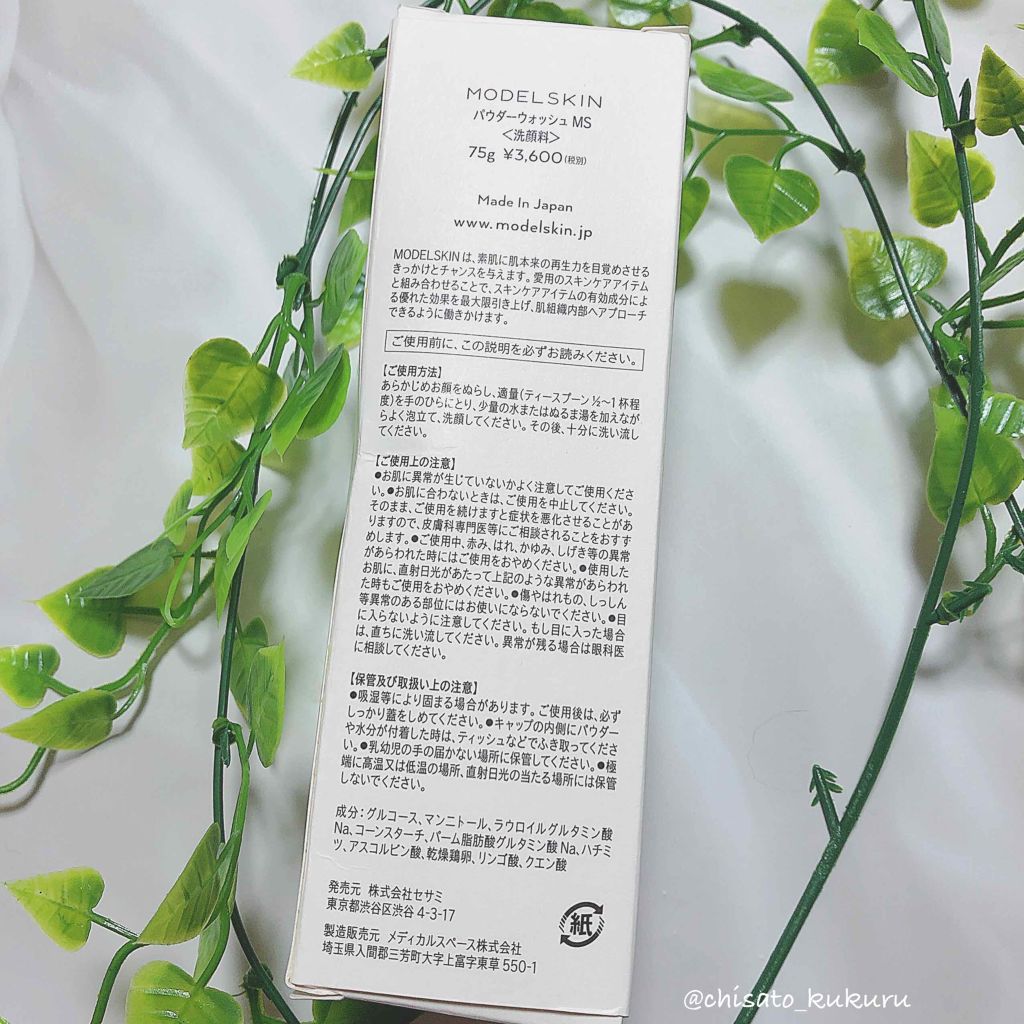 MODELSKIN
パウダーウォッシュ MS
＜洗顔料＞
75g ¥3,600(税別)
Made In Japan
www.modelskin.jp
MODELSKIN は、素肌に肌本来の再生力を目覚めさせる
きっかけとチャンスを与えます。愛用のスキンケアアイテム
と組み合わせることで、スキンケアアイテムの有効成分によ
る優れた効果を最大限引き上げ、肌組織内部へアプローチ
できるように働きかけます。
ご使用前に、この説明を必ずお読みください。
【ご使用方法】
あらかじめお顔をぬらし、適量(ティースプーン ½〜1 杯程
度)を手のひらにとり、少量の水またはぬるま湯を加えなが
らよく泡立て、洗顔してください。その後、十分に洗い流し
てください。
【ご使用上の注意】
●お肌に異常が生じていないかよく注意してご使用くださ
い。●お肌に合わないときは、ご使用を中止してください。
そのまま、ご使用を続けますと症状を悪化させることがあ
りますので、皮膚科専門医等にご相談されることをおすす
めします。●ご使用中、赤み、はれ、かゆみ、しげき等の異常
があらわれた時にはご使用をおやめください。●使用した
お肌に、直射日光があたって上記のような異常があらわれ
た時もご使用をおやめください。●傷やはれもの、しっしん
等異常のある部位にはお使いにならないでください。●目
に入らないように注意してください。もし目に入った場合
は、直ちに洗い流してください。異常が残る場合は眼科医
に相談してください。
【保管及び取扱い上の注意】
●吸湿等により固まる場合があります。ご使用後は、必ず
しっかり蓋をしめてください。●キャップの内側にパウダー
や水分が付着した時は、ティッシュなどでふき取ってくださ
い。●乳幼児の手の届かない場所に保管してください。●極
端に高温又は低温の場所、直射日光の当たる場所には保管
しないでください。
成分：グルコース、マンニトール、ラウロイルグルタミン酸
Na、コーンスターチ、パーム脂肪酸グルタミン酸 Na、ハチミ
ツ、アスコルビン酸、乾燥鶏卵、リンゴ酸、クエン酸
発売元 株式会社セサミ
東京都渋谷区渋谷 4-3-17
紙
製造販売元 メディカルスペース株式会社
埼玉県入間郡三芳町大字上富字東草 550-1
@chisato_kukuru